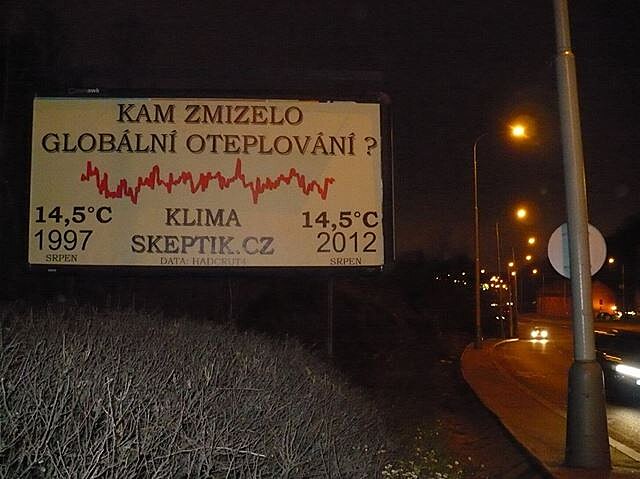 KAM ZMIZELO
GLOBÁLNÍ OTEPLOVÁNÍ ?
14,5°C KLIMA 14,5°C
1997 SKEPTIK.CZ 2012
SRPEN DATA: HADCRUT4 SRPEN